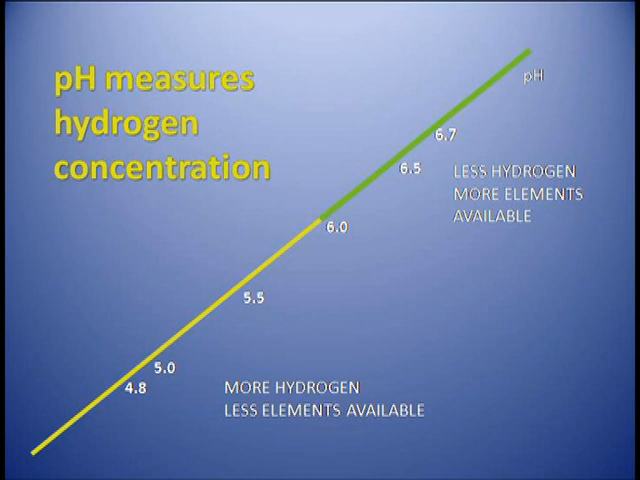 pH measures
hydrogen
concentration
pH
6.7
6.5
LESS HYDROGEN
MORE ELEMENTS
AVAILABLE
6.0
5.5
5.0
4.8
MORE HYDROGEN
LESS ELEMENTS AVAILABLE